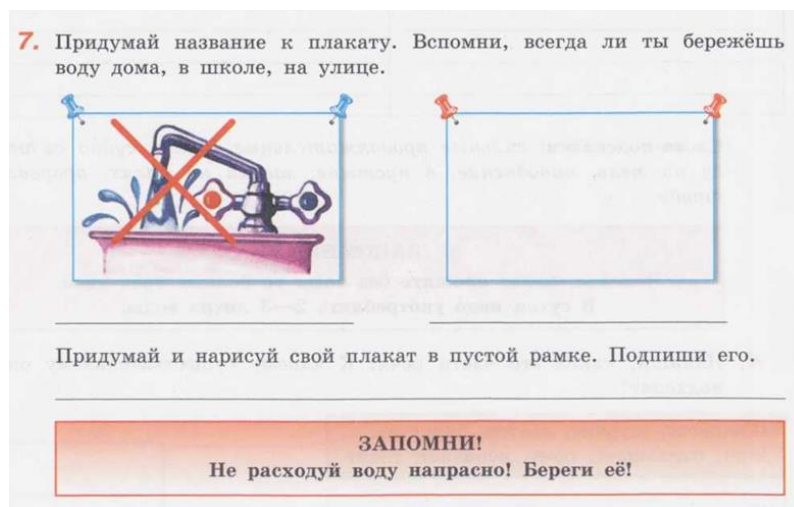 7. Придумай название к плакату. Вспомни, всегда ли ты бережёшь
воду дома, в школе, на улице.
Придумай и нарисуй свой плакат в пустой рамке. Подпиши его.
ЗАПОМНИ!
Не расходуй воду напрасно! Береги её!